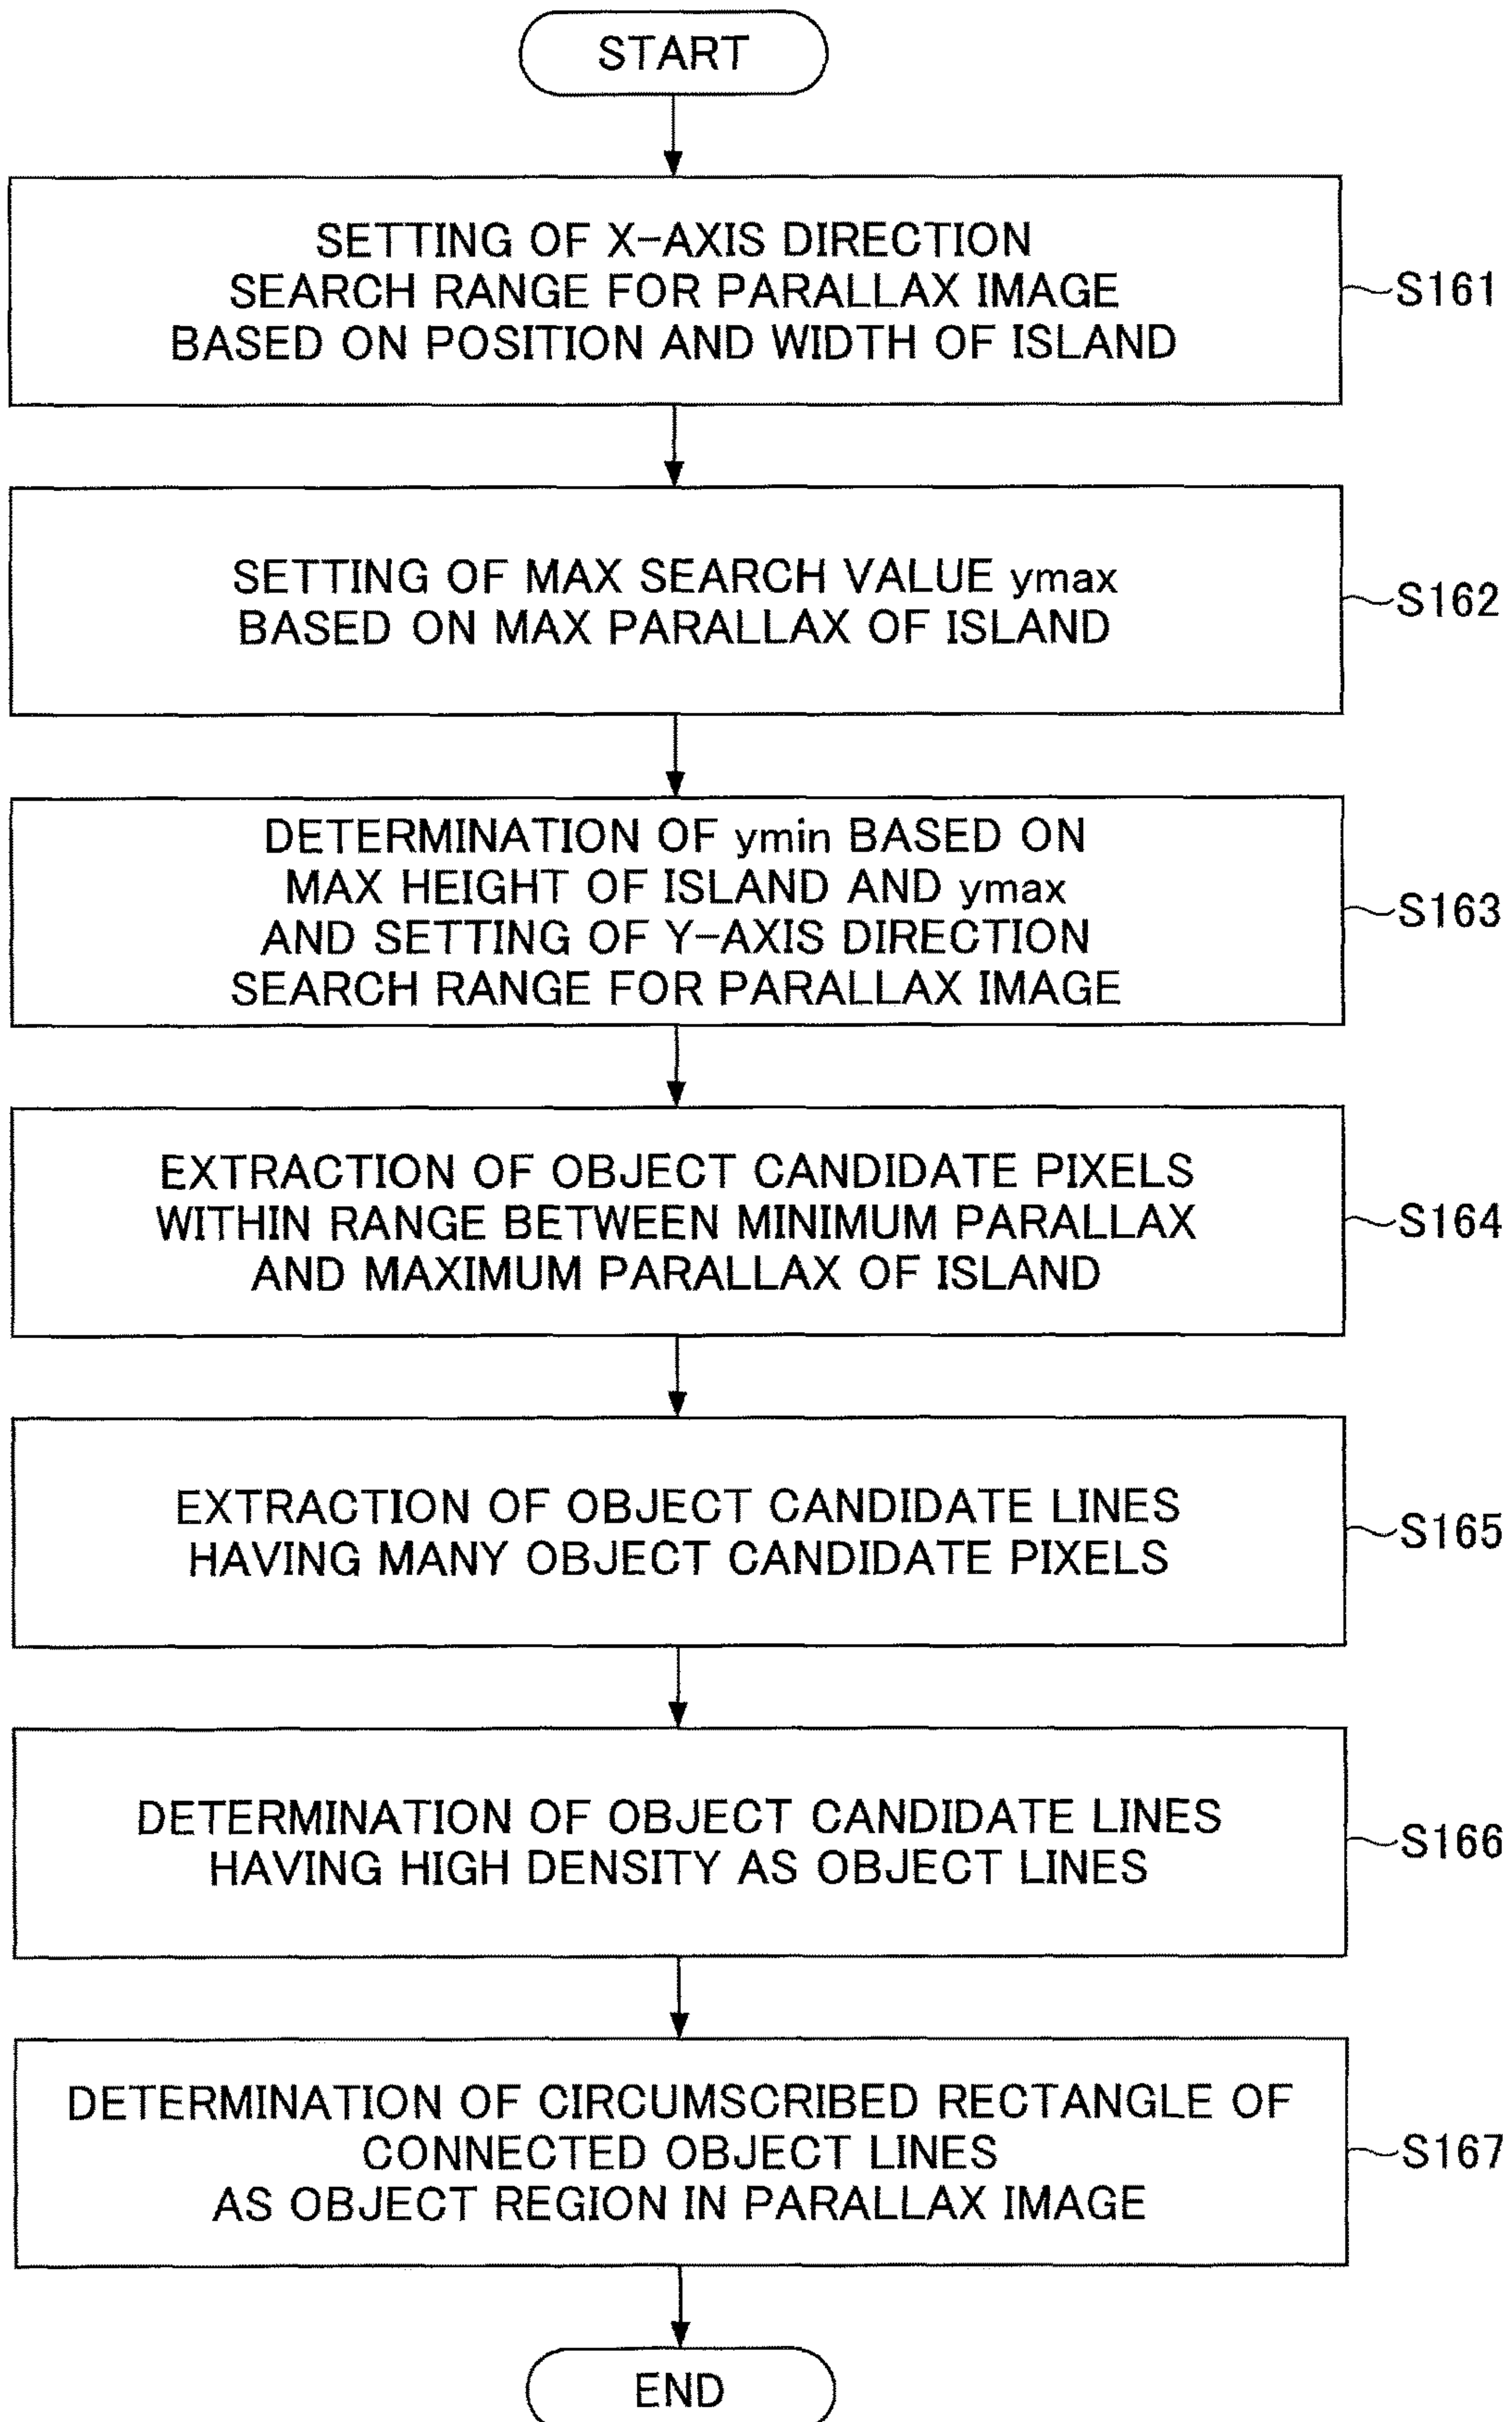 START
SETTING OF X-AXIS DIRECTION
SEARCH RANGE FOR PARALLAX IMAGE
BASED ON POSITION AND WIDTH OF ISLAND
S161
SETTING OF MAX SEARCH VALUE ymax
BASED ON MAX PARALLAX OF ISLAND
S162
DETERMINATION OF ymin BASED ON
MAX HEIGHT OF ISLAND AND ymax
AND SETTING OF Y-AXIS DIRECTION
SEARCH RANGE FOR PARALLAX IMAGE
S163
EXTRACTION OF OBJECT CANDIDATE PIXELS
WITHIN RANGE BETWEEN MINIMUM PARALLAX
AND MAXIMUM PARALLAX OF ISLAND
S164
EXTRACTION OF OBJECT CANDIDATE LINES
HAVING MANY OBJECT CANDIDATE PIXELS
S165
DETERMINATION OF OBJECT CANDIDATE LINES
HAVING HIGH DENSITY AS OBJECT LINES
S166
DETERMINATION OF CIRCUMSCRIBED RECTANGLE OF
CONNECTED OBJECT LINES
AS OBJECT REGION IN PARALLAX IMAGE
S167
END